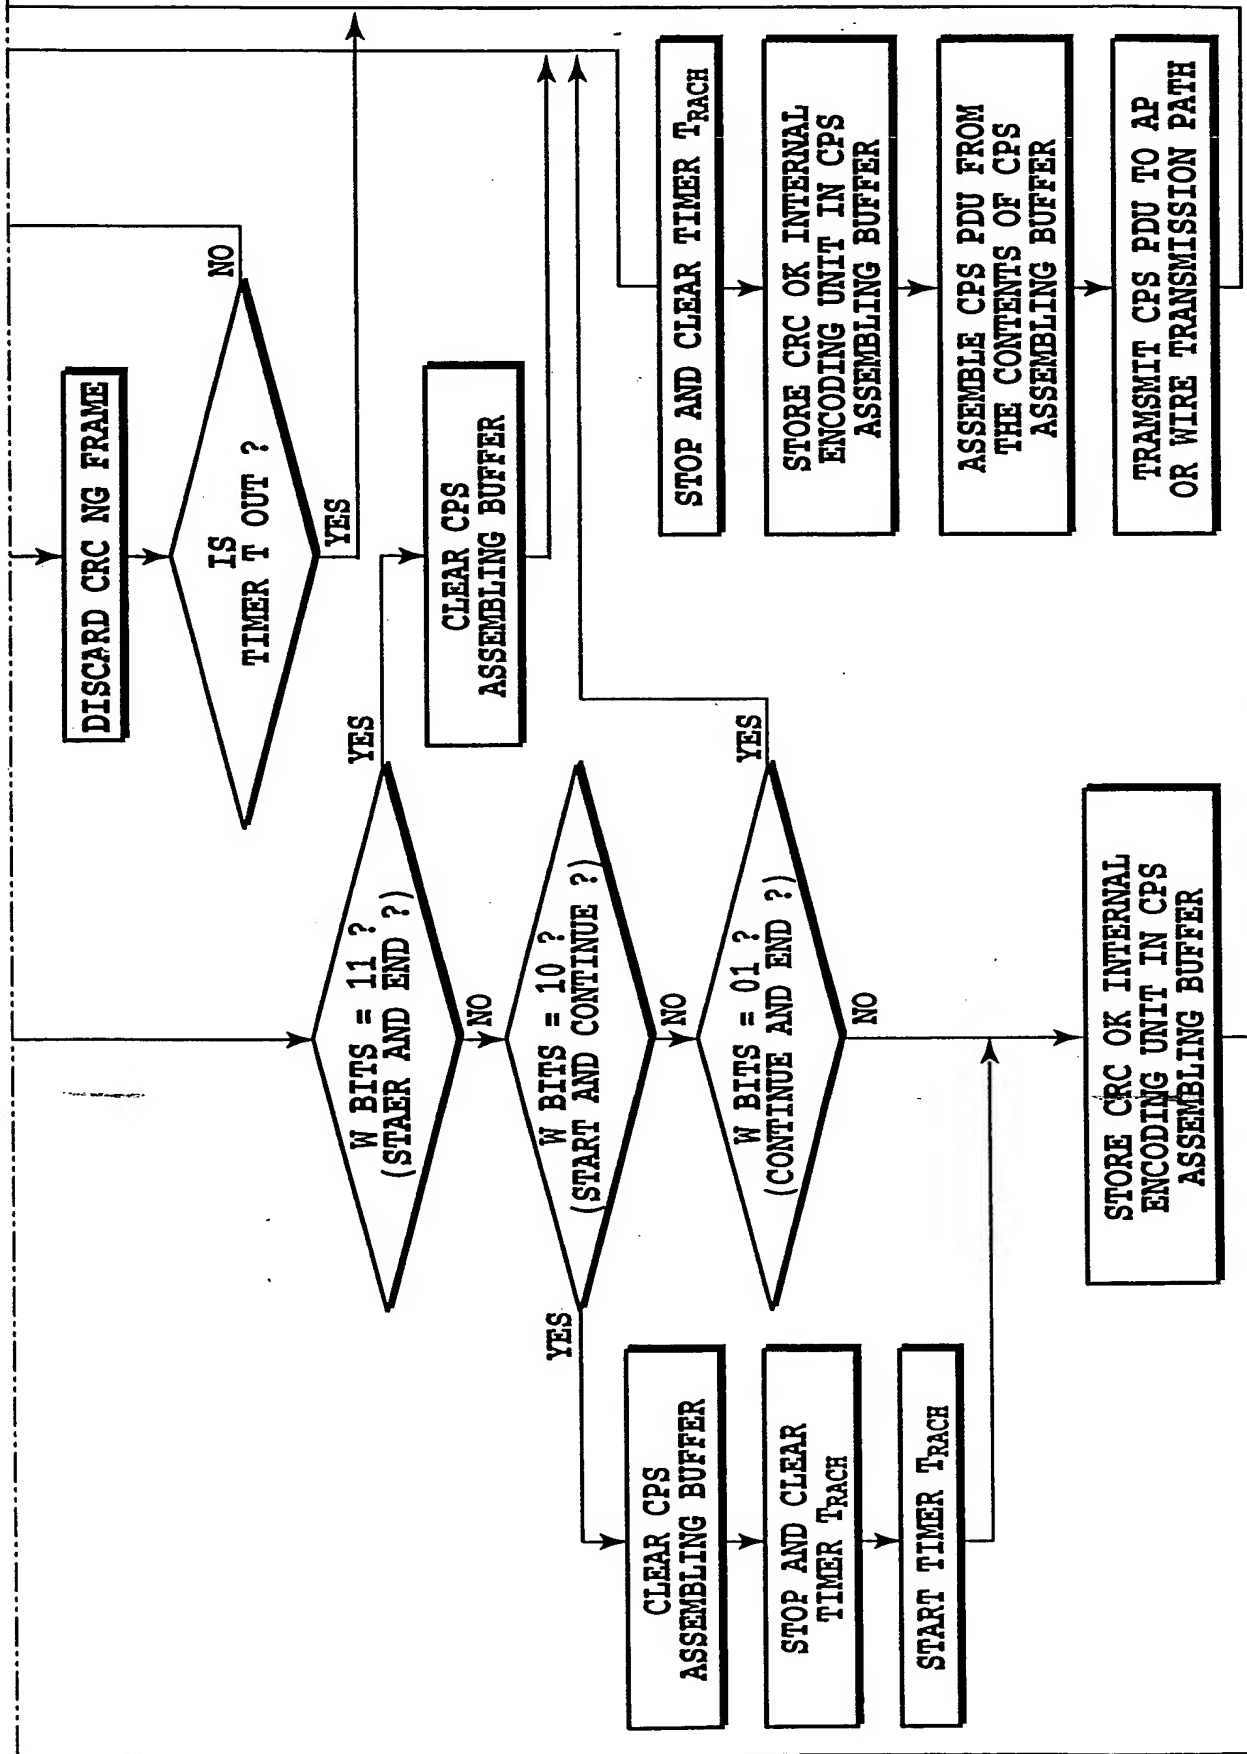 DISCARD CRC NG FRAME
IS
TIMER T OUT ?
NO
YES
W BITS = 11 ?
(STAER AND END ?)
YES
NO
CLEAR CPS
ASSEMBLING BUFFER
W BITS = 10 ?
(START AND CONTINUE ?)
YES
NO
W BITS = 01 ?
(CONTINUE AND END ?)
YES
NO
CLEAR CPS
ASSEMBLING BUFFER
STOP AND CLEAR
TIMER TRACH
START TIMER TRACH
STORE CRC OK INTERNAL
ENCODING UNIT IN CPS
ASSEMBLING BUFFER
STOP AND CLEAR TIMER TRACH
STORE CRC OK INTERNAL
ENCODING UNIT IN CPS
ASSEMBLING BUFFER
ASSEMBLE CPS PDU FROM
THE CONTENTS OF CPS
ASSEMBLING BUFFER
TRAMSMIT CPS PDU TO AP
OR WIRE TRANSMISSION PATH